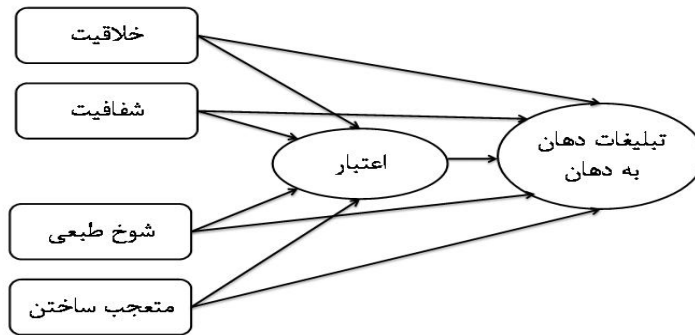 خلاقیت
شفافیت
اعتبار
تبلیغات دهان
به دهان
شوخ طبعی
متعجب ساختن